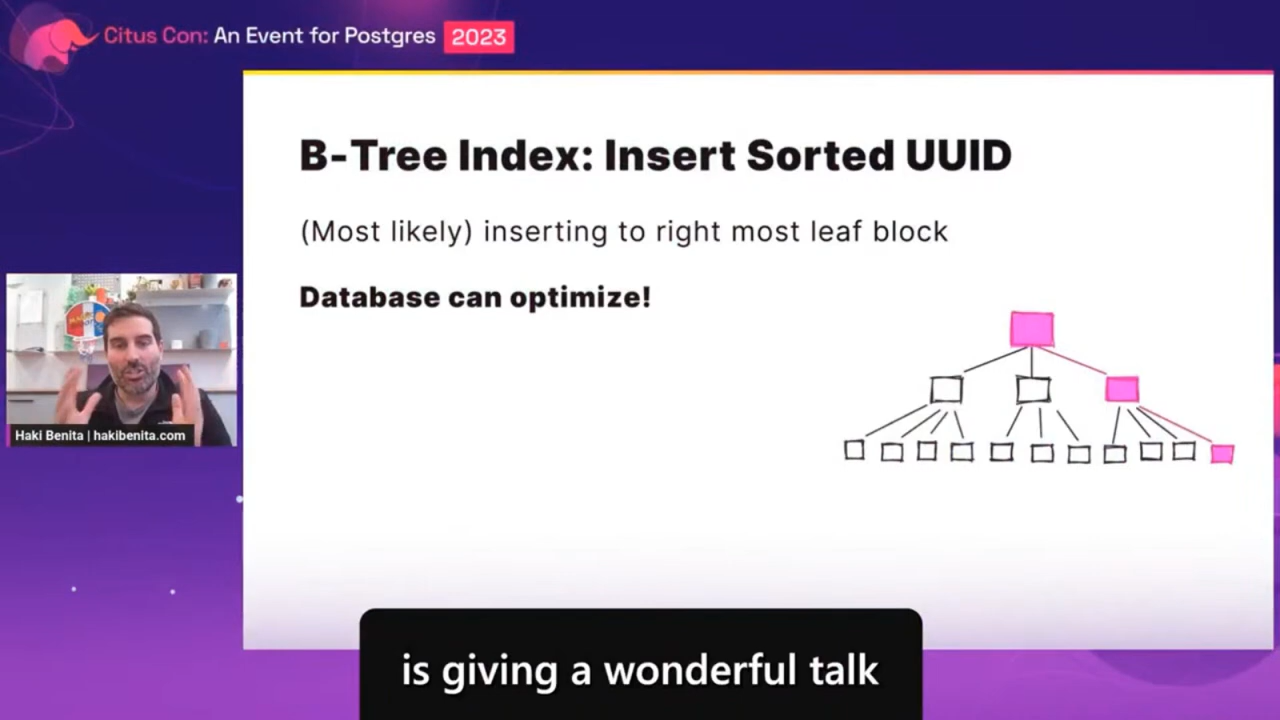 Citus Con: An Event for Postgres 2023
B-Tree Index: Insert Sorted UUID
(Most likely) inserting to right most leaf block
Database can optimize!
Haki Benita | hakibenita.com
is giving a wonderful talk